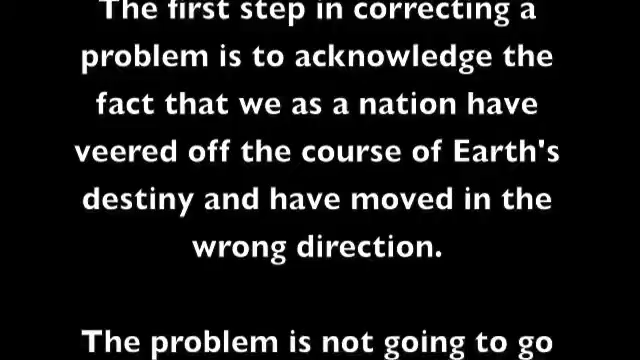 The first step in correcting a
problem is to acknowledge the
fact that we as a nation have
veered off the course of Earth's
destiny and have moved in the
wrong direction.
The problem is not going to go